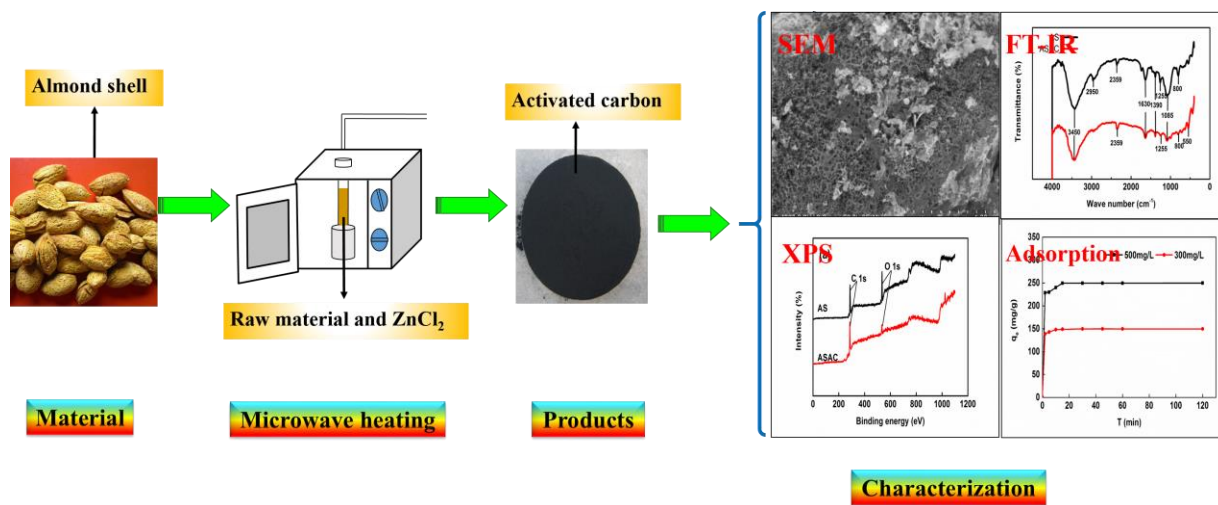 Almond shell
Raw material and ZnCl₂
Activated carbon
Material
Microwave heating
Products
SEM
FT-IR
Transmittance (%)
2950
2359
1630
1390
1255
1085
800
3450
2359
1255
800
550
4000 3000 2000 1000 0
Wave number (cm⁻¹)
XPS
C 1s
O 1s
AS
ASAC
Intensity (%)
0 200 400 600 800 1000 1200
Binding energy (eV)
Adsorption
500mg/L
300mg/L
qₑ (mg/g)
350
300
250
200
150
100
50
0
0 20 40 60 80 100 120
T (min)
Characterization